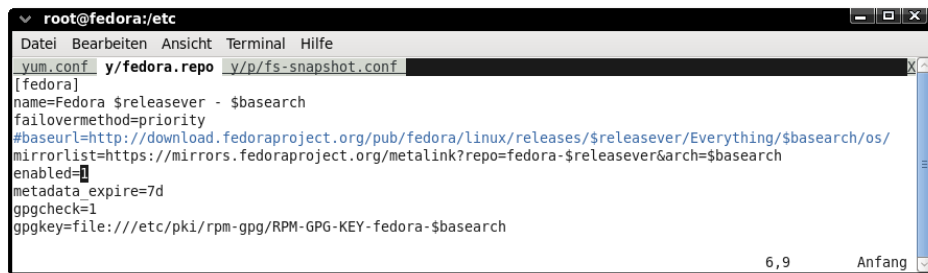 root@fedora:/etc
Datei Bearbeiten Ansicht Terminal Hilfe
yum.conf y/fedora.repo y/p/fs-snapshot.conf X
[fedora]
name=Fedora $releasever - $basearch
failovermethod=priority
#baseurl=http://download.fedoraproject.org/pub/fedora/linux/releases/$releasever/Everything/$basearch/os/
mirrorlist=https://mirrors.fedoraproject.org/metalink?repo=fedora-$releasever&arch=$basearch
enabled=1
metadata_expire=7d
gpgcheck=1
gpgkey=file:///etc/pki/rpm-gpg/RPM-GPG-KEY-fedora-$basearch
6,9 Anfang